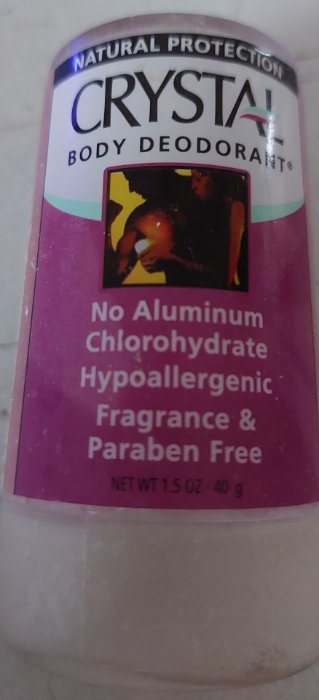 NATURAL PROTECTION
CRYSTAL
BODY DEODORANT®
No Aluminum
Chlorohydrate
Hypoallergenic
Fragrance &
Paraben Free
NET WT 1.5 OZ - 40 g